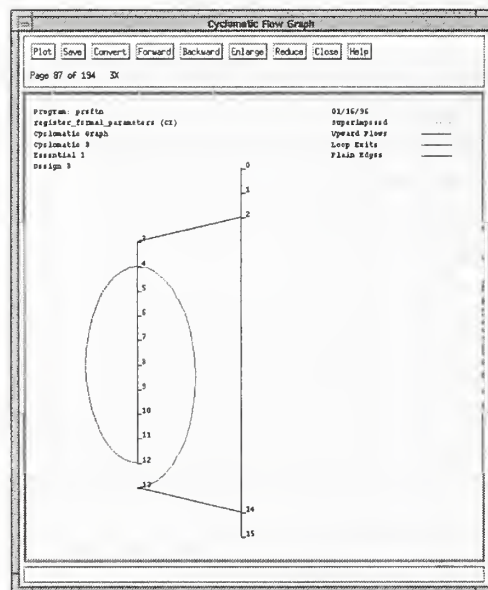 Cyclomatic Flow Graph
Plot Save Convert Forward Backward Enlarge Reduce Close Help
Page 87 of 194 3X
Program: prsftn
register_formal_parameters (CI)
Cyclomatic Graph
Cyclomatic 3
Essential 1
Design 3
01/16/96
Superimposed
Upward Flows
Loop Exits
Plain Edges
0
1
2
3
4
5
6
7
8
9
10
11
12
13
14
15